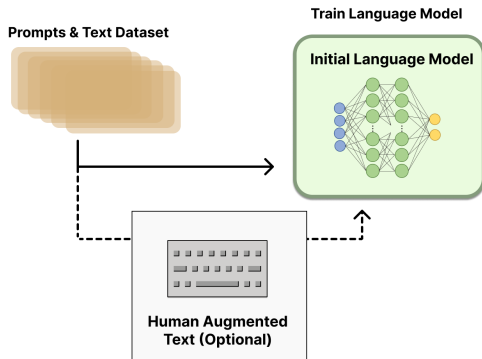 Train Language Model
Prompts & Text Dataset
Initial Language Model
Human Augmented
Text (Optional)